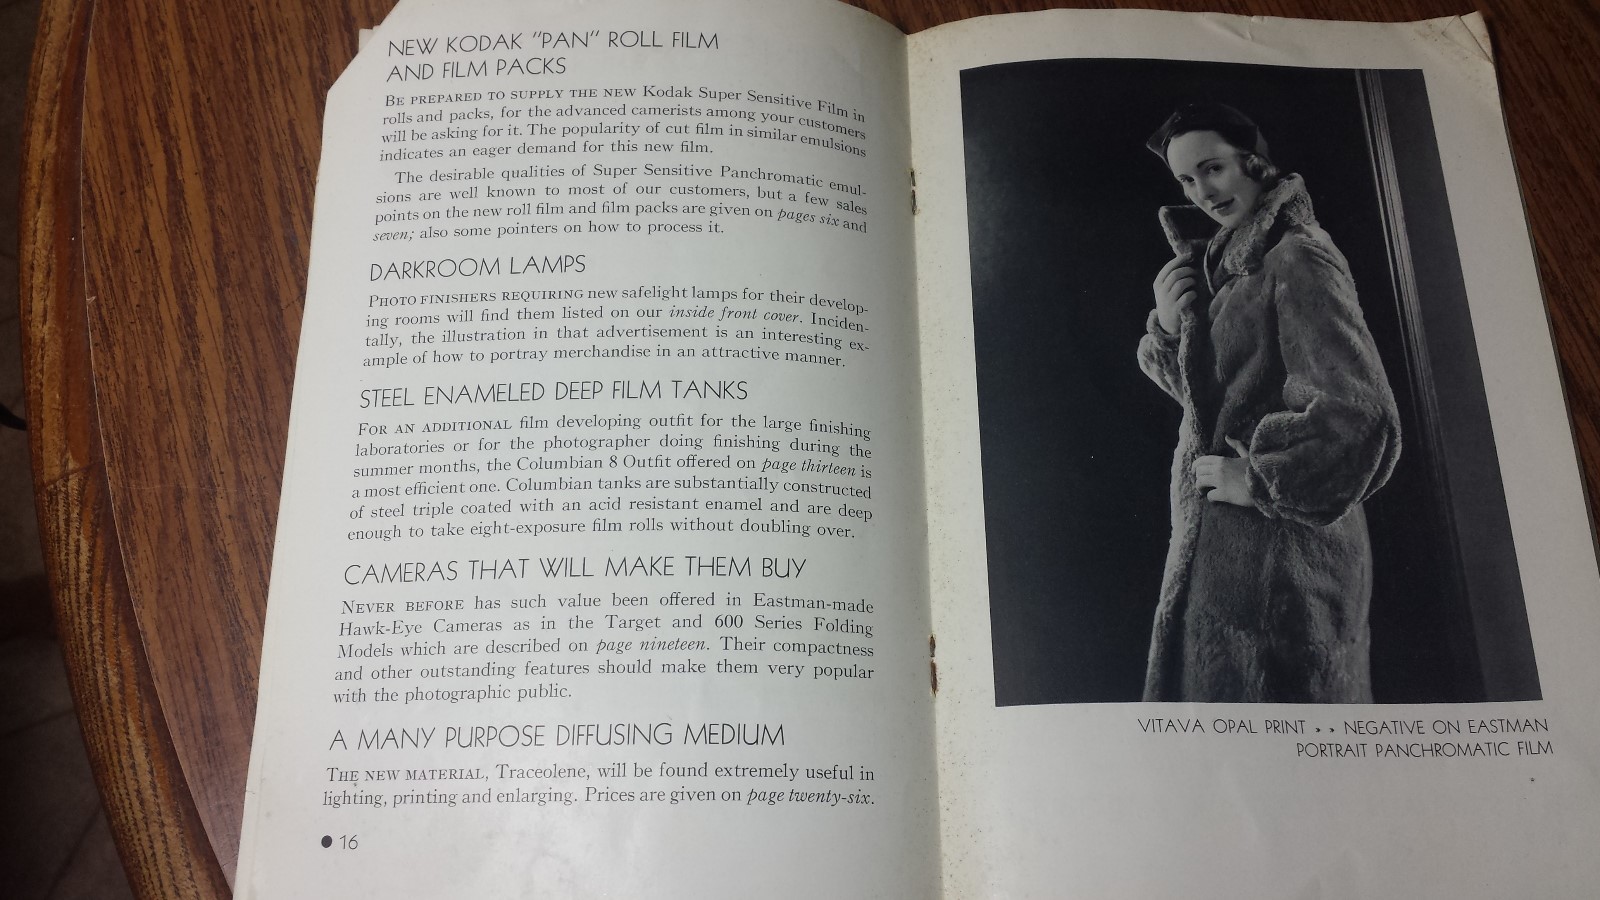 NEW KODAK "PAN" ROLL FILM
AND FILM PACKS
BE PREPARED TO SUPPLY THE NEW Kodak Super Sensitive Film in
rolls and packs, for the advanced camerists among your customers
will be asking for it. The popularity of cut film in similar emulsions
indicates an eager demand for this new film.
The desirable qualities of Super Sensitive Panchromatic emul-
sions are well known to most of our customers, but a few sales
points on the new roll film and film packs are given on pages six and
seven; also some pointers on how to process it.
DARKROOM LAMPS
PHOTO FINISHERS REQUIRING new safelight lamps for their develop-
ing rooms will find them listed on our inside front cover. Inciden-
tally, the illustration in that advertisement is an interesting ex-
ample of how to portray merchandise in an attractive manner.
STEEL ENAMELED DEEP FILM TANKS
FOR AN ADDITIONAL film developing outfit for the large finishing
laboratories or for the photographer doing finishing during the
summer months, the Columbian 8 Outfit offered on page thirteen is
a most efficient one. Columbian tanks are substantially constructed
of steel triple coated with an acid resistant enamel and are deep
enough to take eight-exposure film rolls without doubling over.
CAMERAS THAT WILL MAKE THEM BUY
NEVER BEFORE has such value been offered in Eastman-made
Hawk-Eye Cameras as in the Target and 600 Series Folding
Models which are described on page nineteen. Their compactness
and other outstanding features should make them very popular
with the photographic public.
A MANY PURPOSE DIFFUSING MEDIUM
THE NEW MATERIAL, Traceolene, will be found extremely useful in
lighting, printing and enlarging. Prices are given on page twenty-six.
● 16
VITAVA OPAL PRINT » » NEGATIVE ON EASTMAN
PORTRAIT PANCHROMATIC FILM